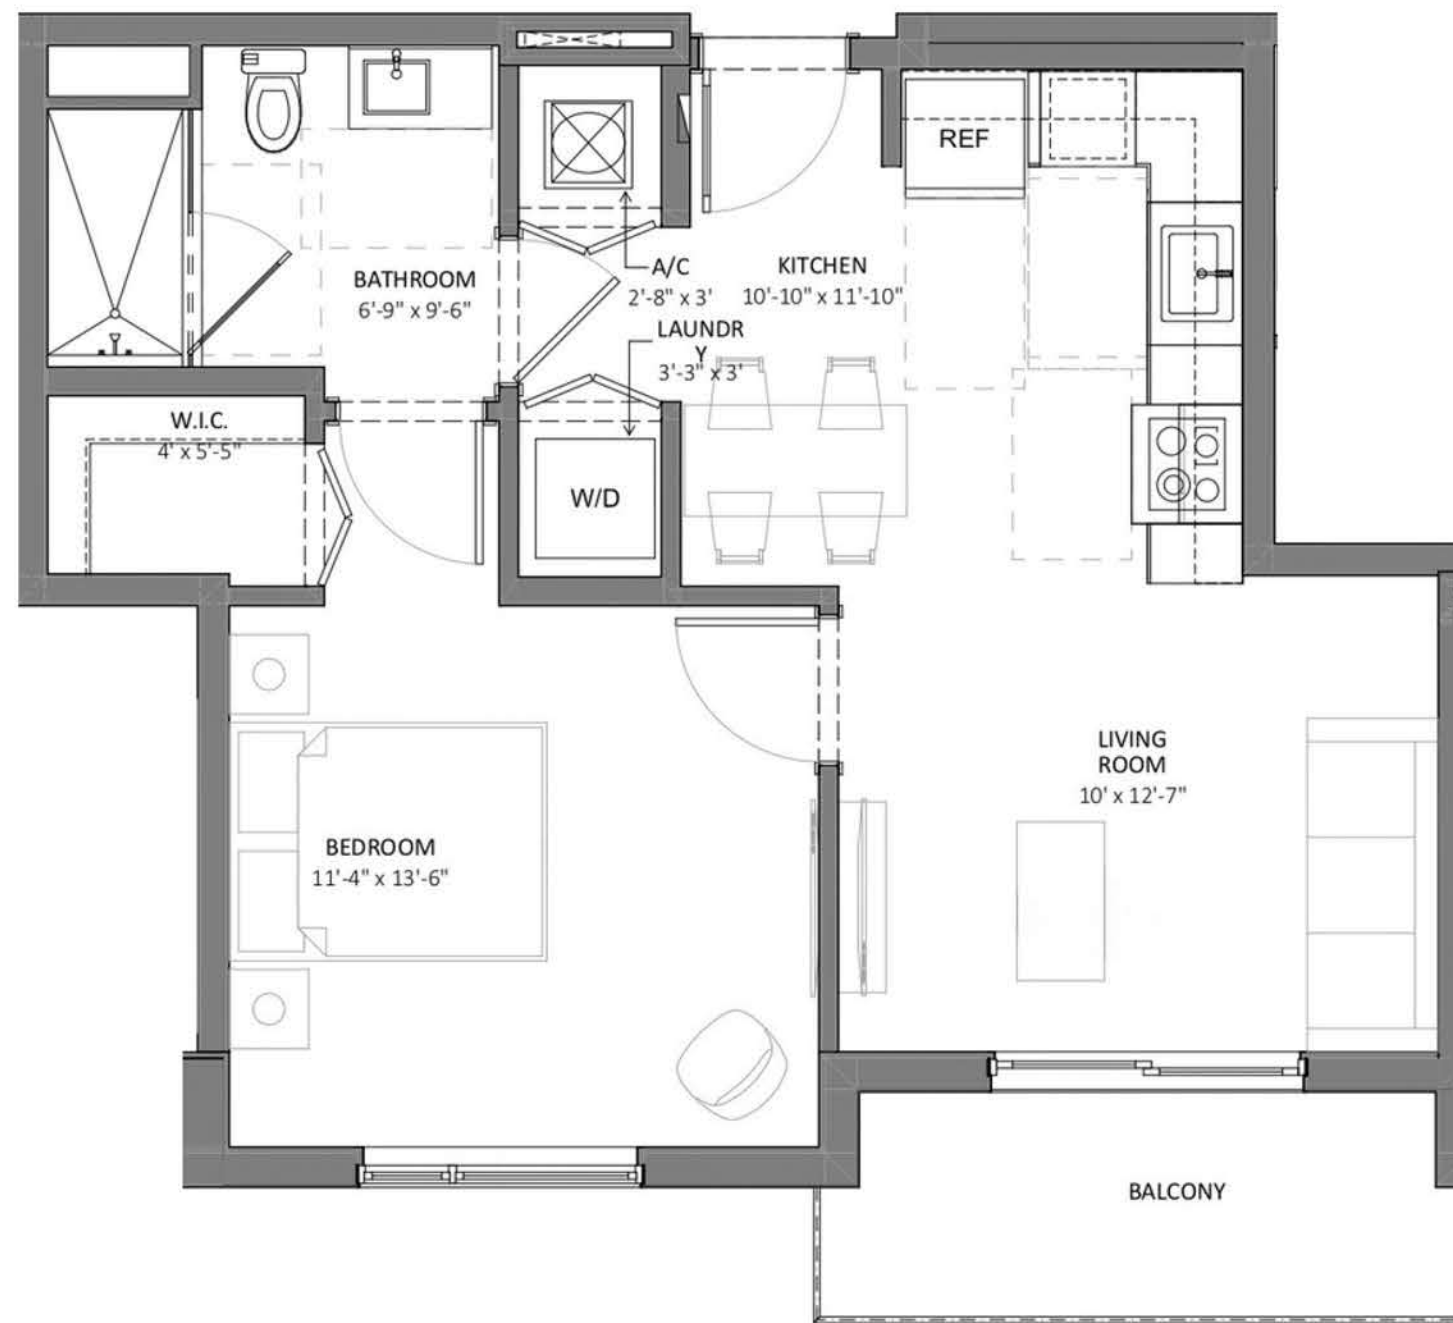 REF
A/C
2'-8" x 3'
KITCHEN
10'-10" x 11'-10"
BATHROOM
6'-9" x 9'-6"
LAUNDR
Y
3'-3" x 3'
W.I.C.
4' x 5'-5"
W/D
LIVING
ROOM
10' x 12'-7"
BEDROOM
11'-4" x 13'-6"
BALCONY